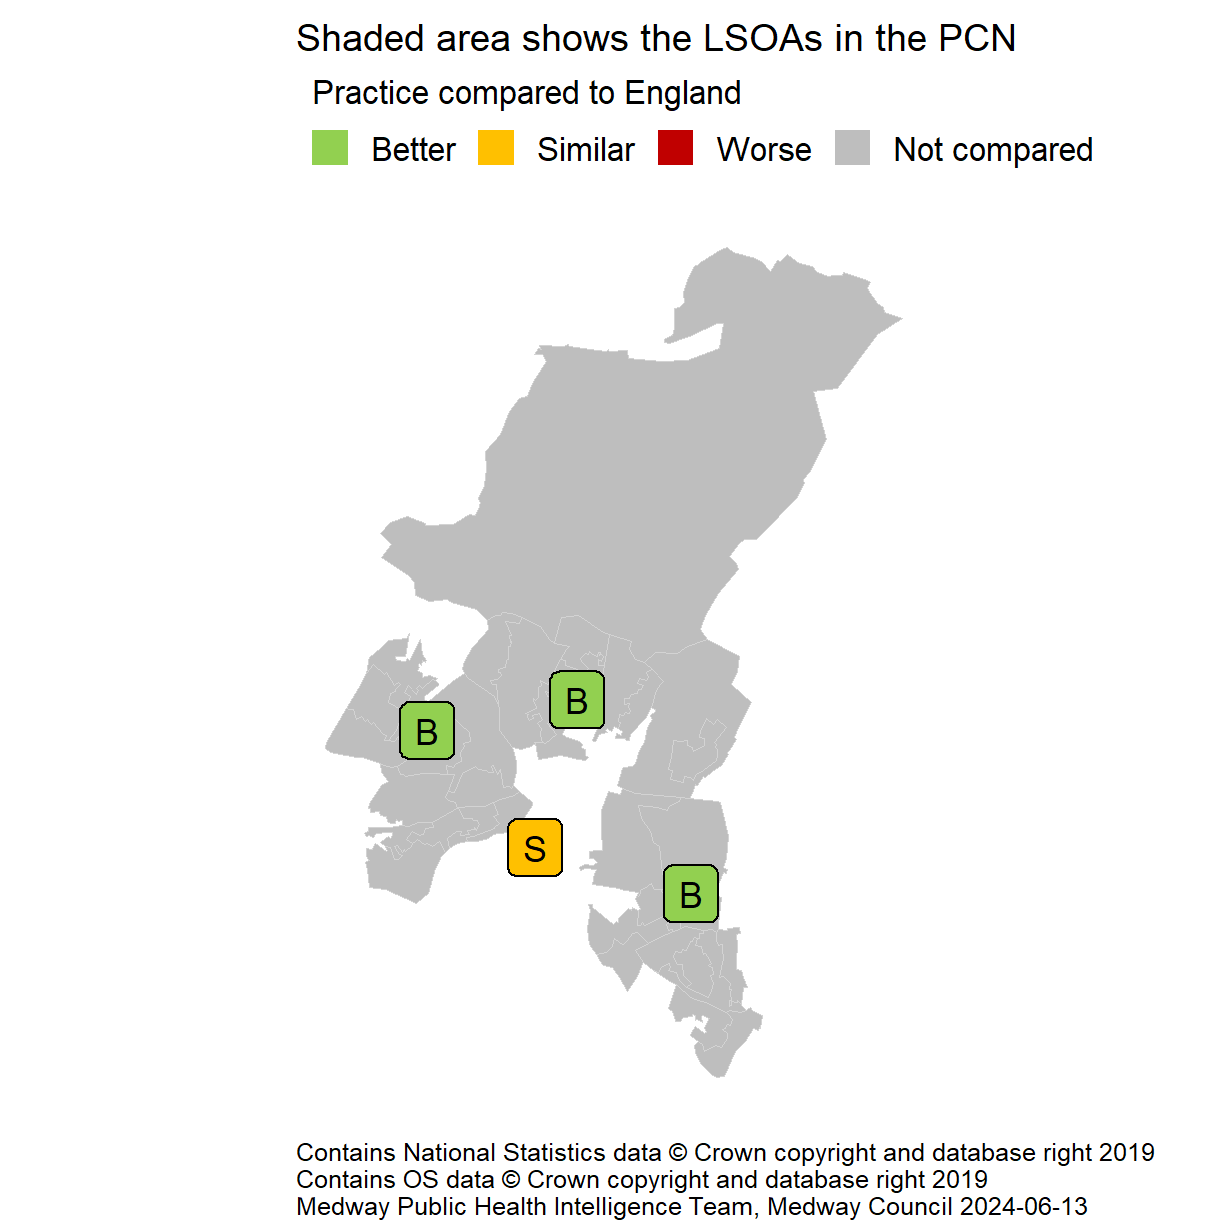 Shaded area shows the LSOAs in the PCN
Practice compared to England
Better Similar Worse Not compared
B
B
S
B
Contains National Statistics data © Crown copyright and database right 2019
Contains OS data © Crown copyright and database right 2019
Medway Public Health Intelligence Team, Medway Council 2024-06-13